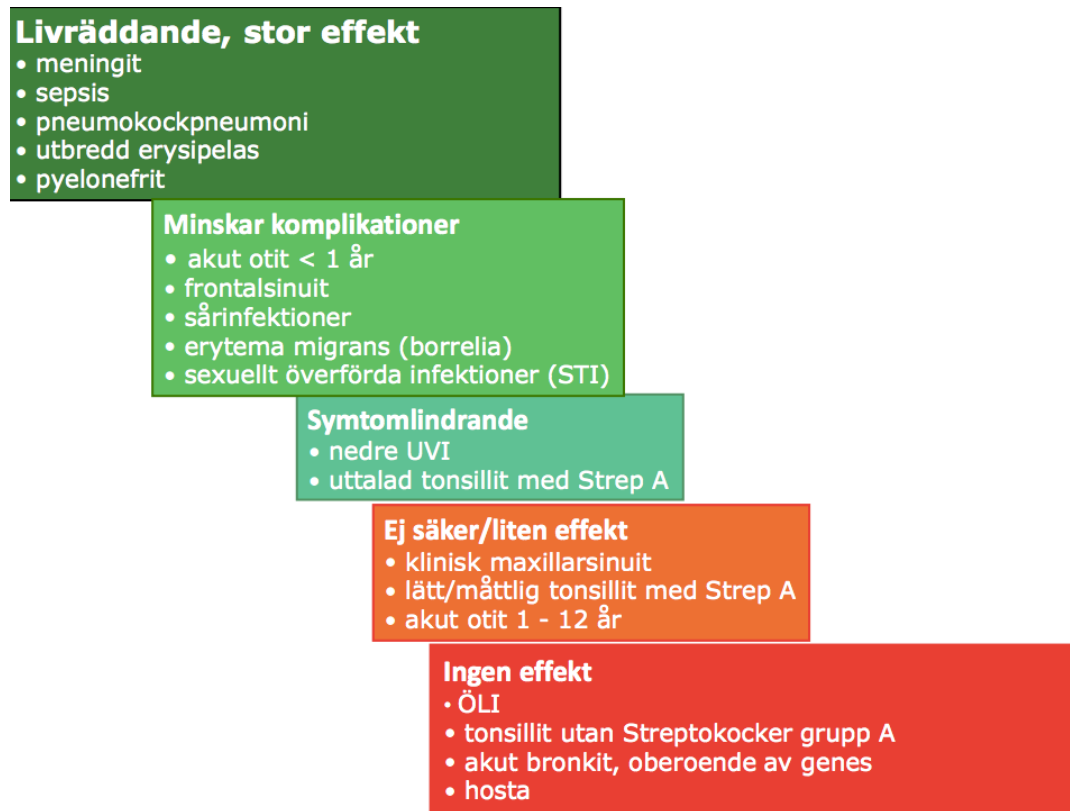 Livräddande, stor effekt
• meningit
• sepsis
• pneumokockpneumoni
• utbredd erysipelas
• pyelonefrit
Minskar komplikationer
• akut otit < 1 år
• frontalsinuit
• sårinfektioner
• erytema migrans (borrelia)
• sexuellt överförda infektioner (STI)
Symtomlindrande
• nedre UVI
• uttalad tonsillit med Strep A
Ej säker/liten effekt
• klinisk maxillarsinuit
• lätt/måttlig tonsillit med Strep A
• akut otit 1 - 12 år
Ingen effekt
• ÖLI
• tonsillit utan Streptokocker grupp A
• akut bronkit, oberoende av genes
• hosta